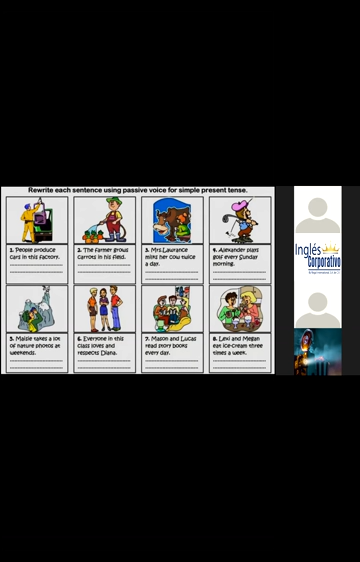 Rewrite each sentence using passive voice for simple present tense.
1. People produce
cars in this factory.
2. The farmer grous
carrots in his field.
3. Mrs.Lawrance
milks her cow twice
a day.
4. Alexander plays
golf every Sunday
morning.
5. Maisie takes a lot
of nature photos at
weekends.
6. Everyone in this
class loves and
respects Diana.
7. Mason and Lucas
read story books
every day.
8. Lexi and Megan
eat ice-cream three
times a week.
Inglés
Corporativo